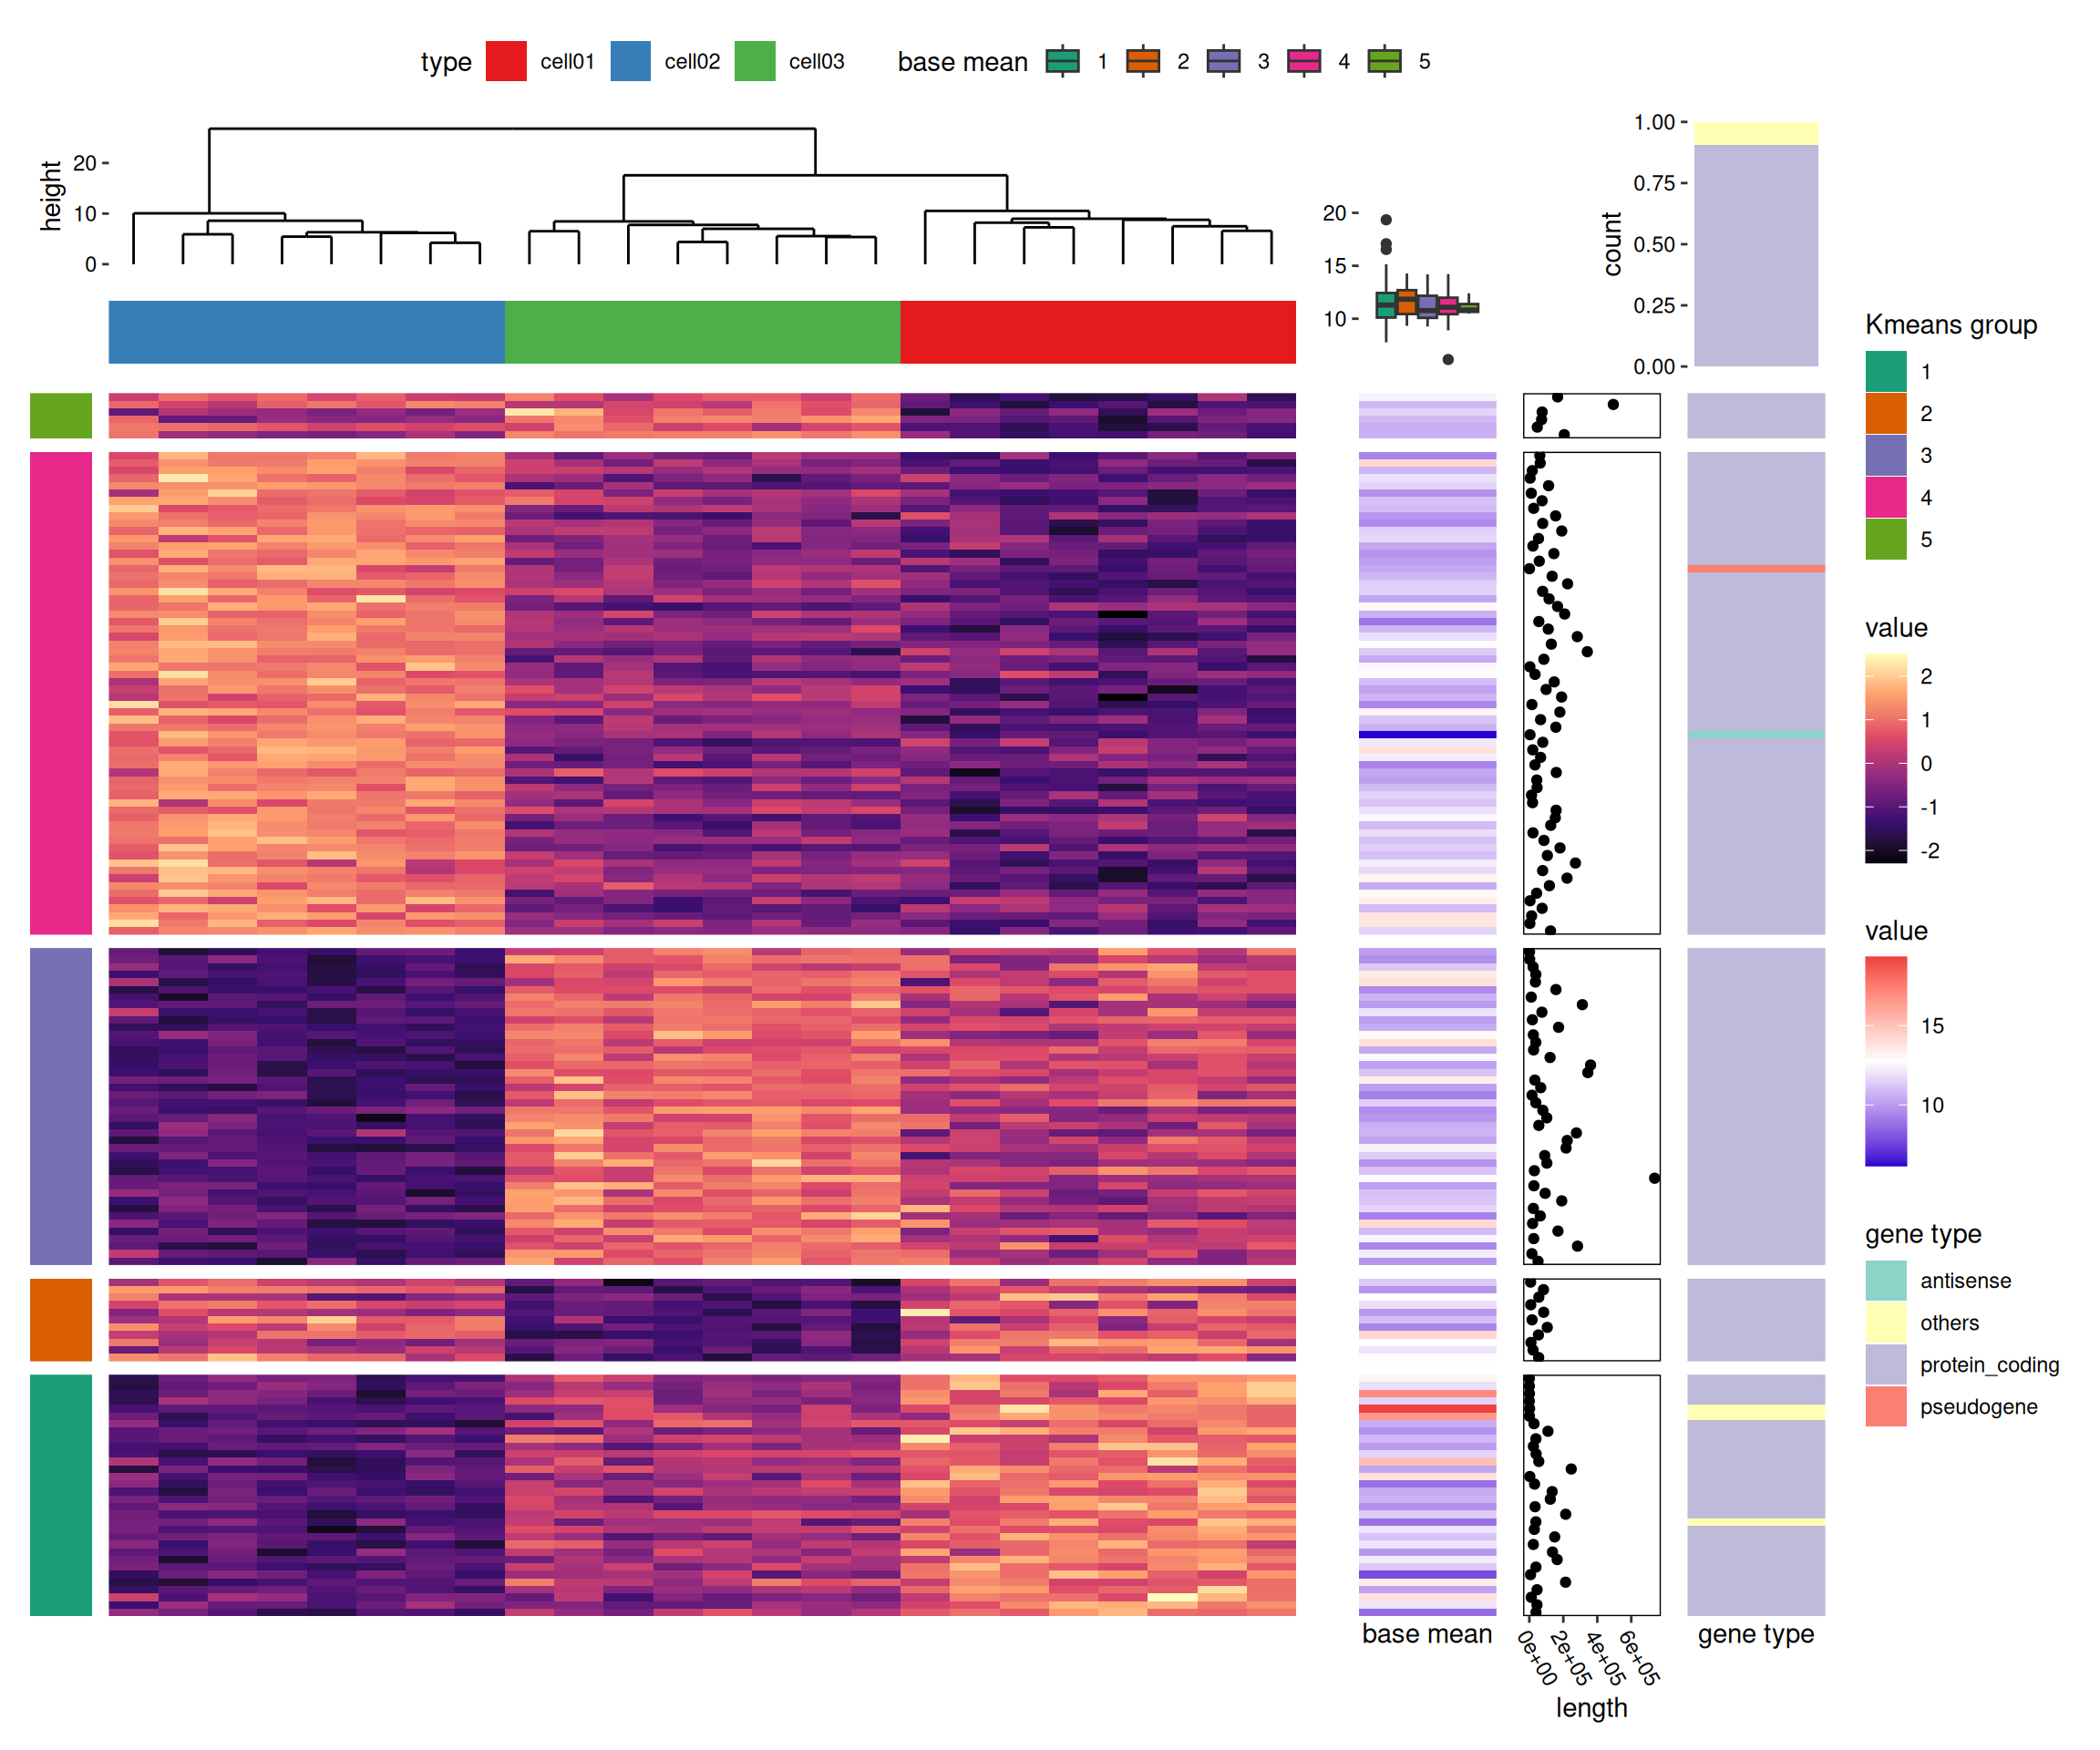 type cell01 cell02 cell03 base mean 1 2 3 4 5
height
20
10
0
20
15
10
count
1.00
0.75
0.50
0.25
0.00
Kmeans group
1
2
3
4
5
value
2
1
0
-1
-2
value
15
10
gene type
antisense
others
protein_coding
pseudogene
base mean
0e+00 2e+05 4e+05 6e+05
length
gene type